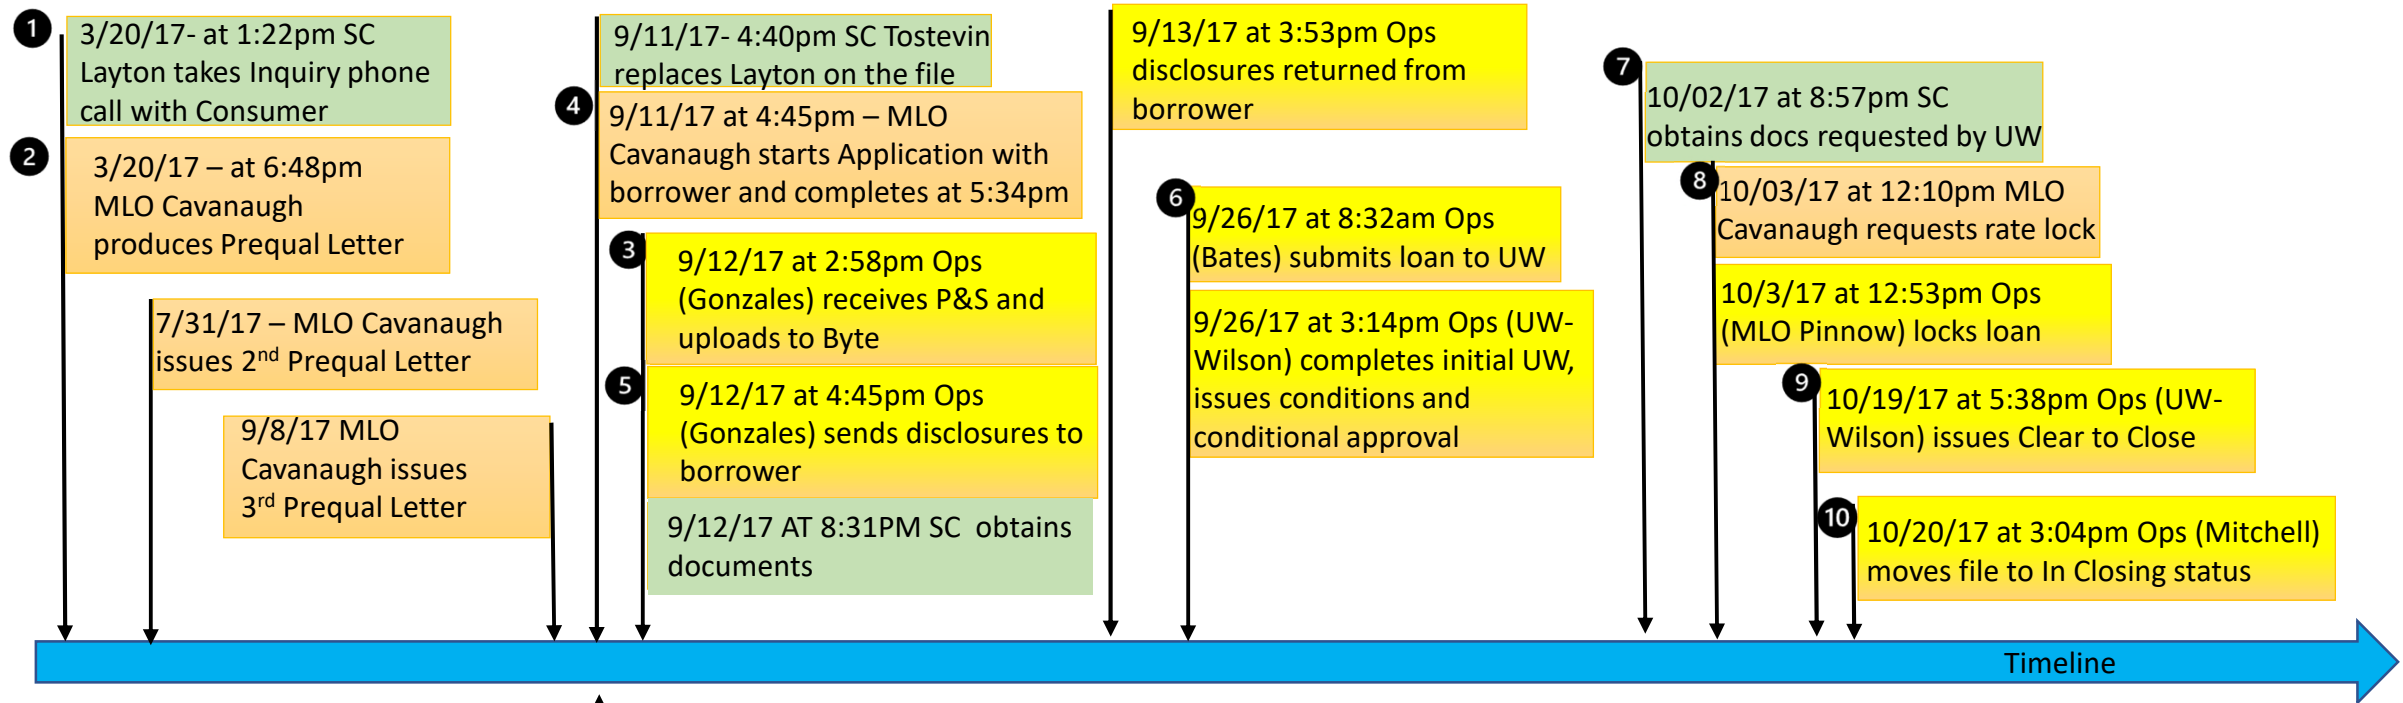 1
3/20/17- at 1:22pm SC
Layton takes Inquiry phone
call with Consumer
2
3/20/17 – at 6:48pm
MLO Cavanaugh
produces Prequal Letter
7/31/17 – MLO Cavanaugh
issues 2nd Prequal Letter
9/8/17 MLO
Cavanaugh issues
3rd Prequal Letter
9/11/17- 4:40pm SC Tostevin
replaces Layton on the file
4
9/11/17 at 4:45pm – MLO
Cavanaugh starts Application with
borrower and completes at 5:34pm
3
9/12/17 at 2:58pm Ops
(Gonzales) receives P&S and
uploads to Byte
5
9/12/17 at 4:45pm Ops
(Gonzales) sends disclosures to
borrower
9/12/17 AT 8:31PM SC obtains
documents
9/13/17 at 3:53pm Ops
disclosures returned from
borrower
6
9/26/17 at 8:32am Ops
(Bates) submits loan to UW
9/26/17 at 3:14pm Ops (UW-
Wilson) completes initial UW,
issues conditions and
conditional approval
7
10/02/17 at 8:57pm SC
obtains docs requested by UW
8
10/03/17 at 12:10pm MLO
Cavanaugh requests rate lock
10/3/17 at 12:53pm Ops
(MLO Pinnow) locks loan
9
10/19/17 at 5:38pm Ops (UW-
Wilson) issues Clear to Close
10
10/20/17 at 3:04pm Ops (Mitchell)
moves file to In Closing status
Timeline